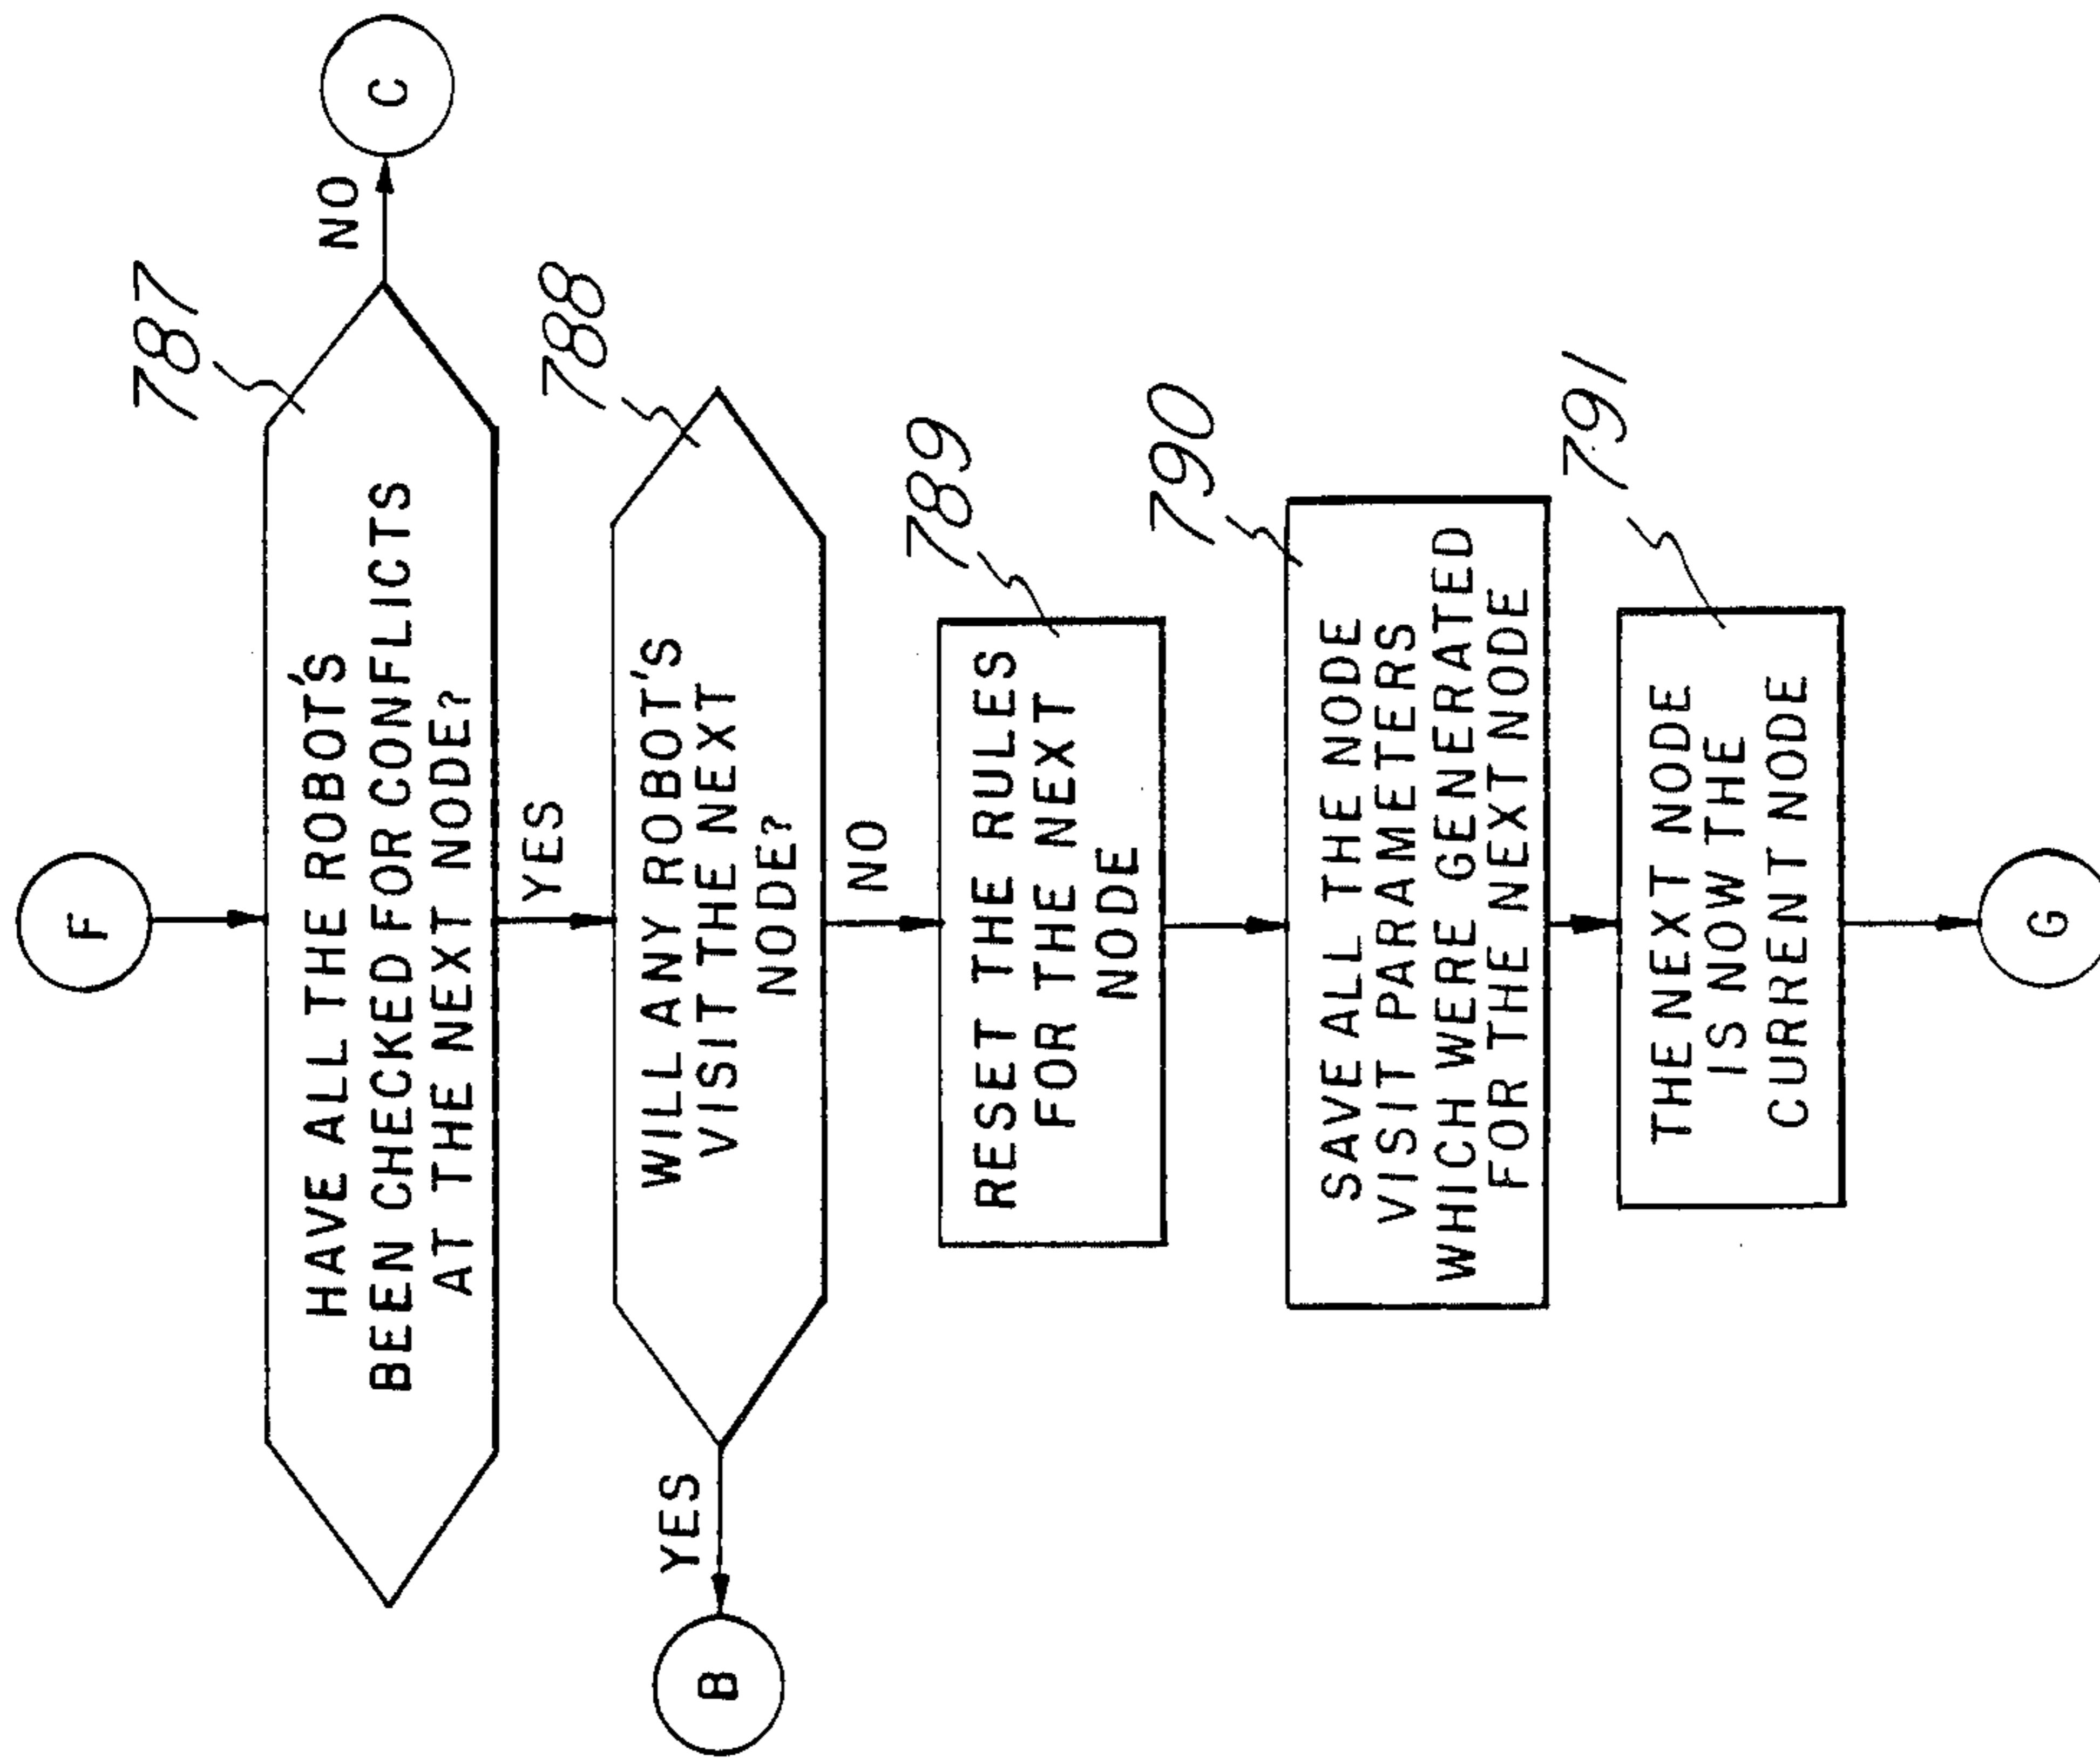 F
787
HAVE ALL THE ROBOT'S
BEEN CHECKED FOR CONFLICTS
AT THE NEXT NODE?
NO
C
YES
788
WILL ANY ROBOT'S
VISIT THE NEXT
NODE?
YES
B
NO
789
RESET THE RULES
FOR THE NEXT
NODE
790
SAVE ALL THE NODE
VISIT PARAMETERS
WHICH WERE GENERATED
FOR THE NEXT NODE
791
THE NEXT NODE
IS NOW THE
CURRENT NODE
G